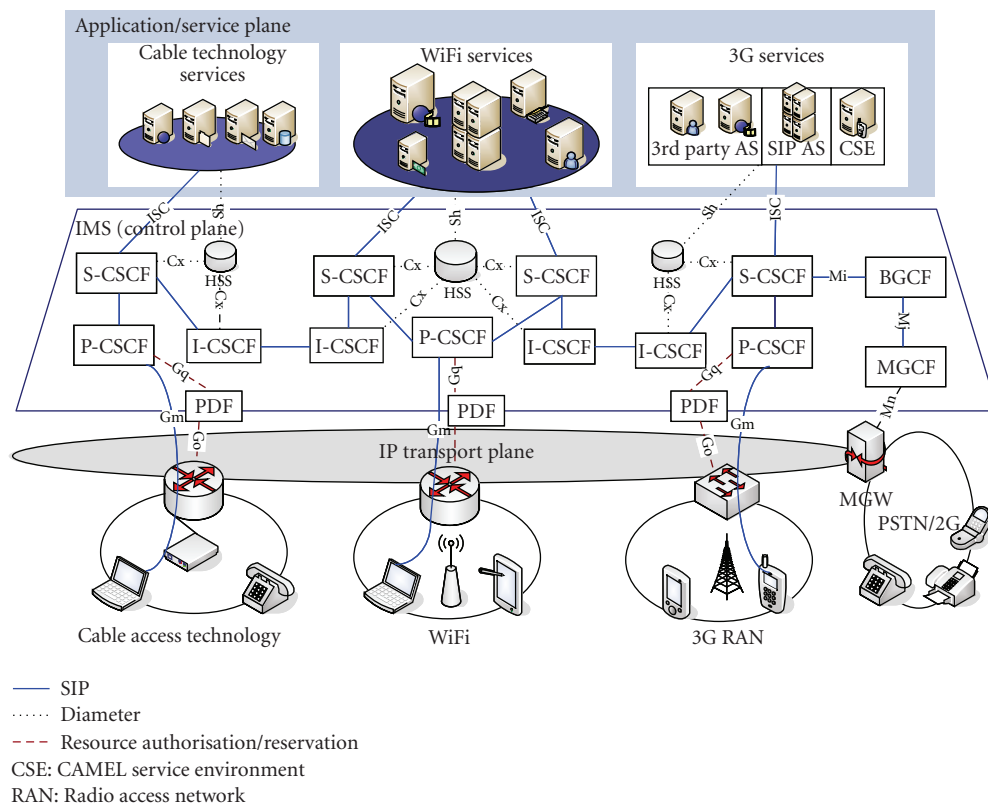 Application/service plane
Cable technology
services
WiFi services
3G services
3rd party AS
SIP AS
CSE
ISC
Sh
ISC
Sh
ISC
Sh
ISC
IMS (control plane)
S-CSCF
Cx
HSS
Cx
S-CSCF
Cx
HSS
Cx
S-CSCF
Cx
Cx
HSS
Cx
Cx
S-CSCF
Mi
BGCF
Mj
P-CSCF
I-CSCF
I-CSCF
P-CSCF
I-CSCF
I-CSCF
P-CSCF
MGCF
Gq
Gq
Gq
Mn
PDF
PDF
PDF
Gm
Go
Gm
Go
Gm
IP transport plane
MGW
PSTN/2G
Cable access technology
WiFi
3G RAN
SIP
Diameter
Resource authorisation/reservation
CSE: CAMEL service environment
RAN: Radio access network